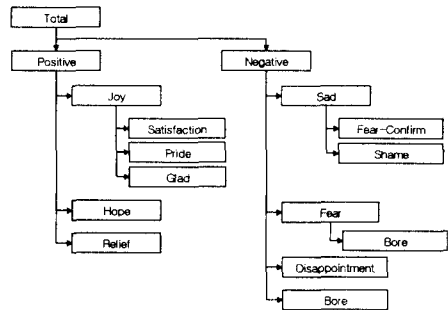 Total
Positive
Negative
Joy
Sad
Satisfaction
Fear-Confirm
Pride
Shame
Glad
Hope
Fear
Relief
Bore
Disappointment
Bore